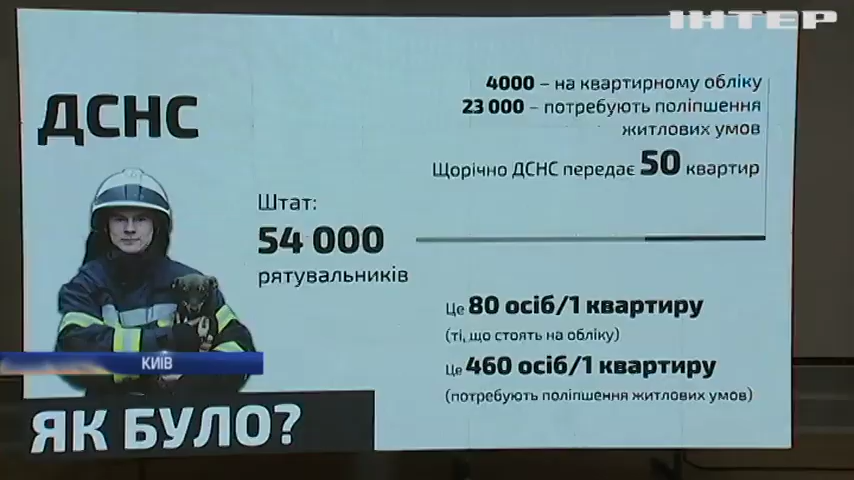 ІНТЕР
ДСНС
4000 – на квартирному обліку
23 000 – потребують поліпшення
житлових умов
Щорічно ДСНС передає 50 квартир
Штат:
54 000
рятувальників
Це 80 осіб/1 квартиру
(ті, що стоять на обліку)
Це 460 осіб/1 квартиру
(потребують поліпшення житлових умов)
КИЇВ
ЯК БУЛО?